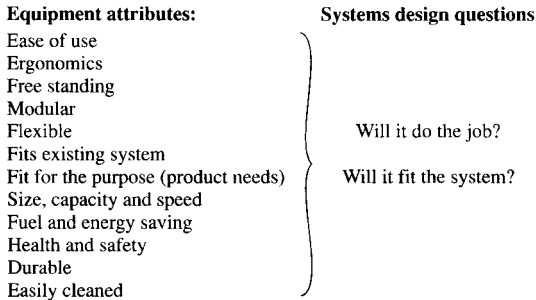 Equipment attributes: Systems design questions
Ease of use
Ergonomics
Free standing
Modular
Flexible Will it do the job?
Fits existing system
Fit for the purpose (product needs) Will it fit the system?
Size, capacity and speed
Fuel and energy saving
Health and safety
Durable
Easily cleaned